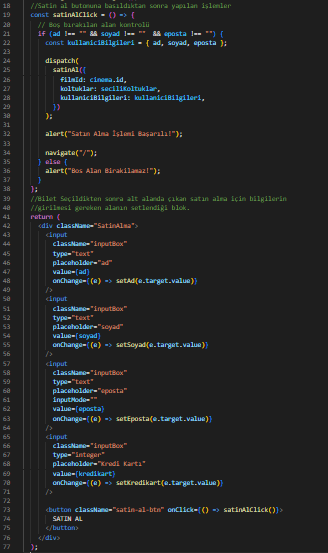 18 //Satin al butonuna basıldıktan sonra yapılan işlemler
19 const satinAlClick = () => {
20 // Boş bırakılan alan kontrolü
21 if (ad !== "" && soyad !== "" && eposta !== "") {
22 const kullaniciBilgileri = { ad, soyad, eposta };
23
24 dispatch(
25 satinAl({
26 filmId: cinema.id,
27 koltuklar: seciliKoltuklar,
28 kullaniciBilgileri: kullaniciBilgileri,
29 })
30 );
31
32 alert("Satın Alma İşlemi Başarılı!");
33
34 navigate("/");
35 } else {
36 alert("Bos Alan Birakilamaz!");
37 }
38 };
39 //Bilet Seçildikten sonra alt alanda çıkan satın alma için bilgilerin
40 //girilmesi gereken alanın setlendiği blok.
41 return (
42 <div className="SatinAlma">
43 <input
44 className="inputBox"
45 type="text"
46 placeholder="ad"
47 value={ad}
48 onChange={(e) => setAd(e.target.value)}
49 />
50 <input
51 className="inputBox"
52 type="text"
53 placeholder="soyad"
54 value={soyad}
55 onChange={(e) => setSoyad(e.target.value)}
56 />
57 <input
58 className="inputBox"
59 type="text"
60 placeholder="eposta"
61 inputMode=""
62 value={eposta}
63 onChange={(e) => setEposta(e.target.value)}
64 />
65 <input
66 className="inputBox"
67 type="integer"
68 placeholder="Kredi Kartı"
69 value={kredikart}
70 onChange={(e) => setKredikart(e.target.value)}
71 />
72
73 <button className="satin-al-btn" onClick={() => satinAlClick()}>
74 SATIN AL
75 </button>
76 </div>
77 );